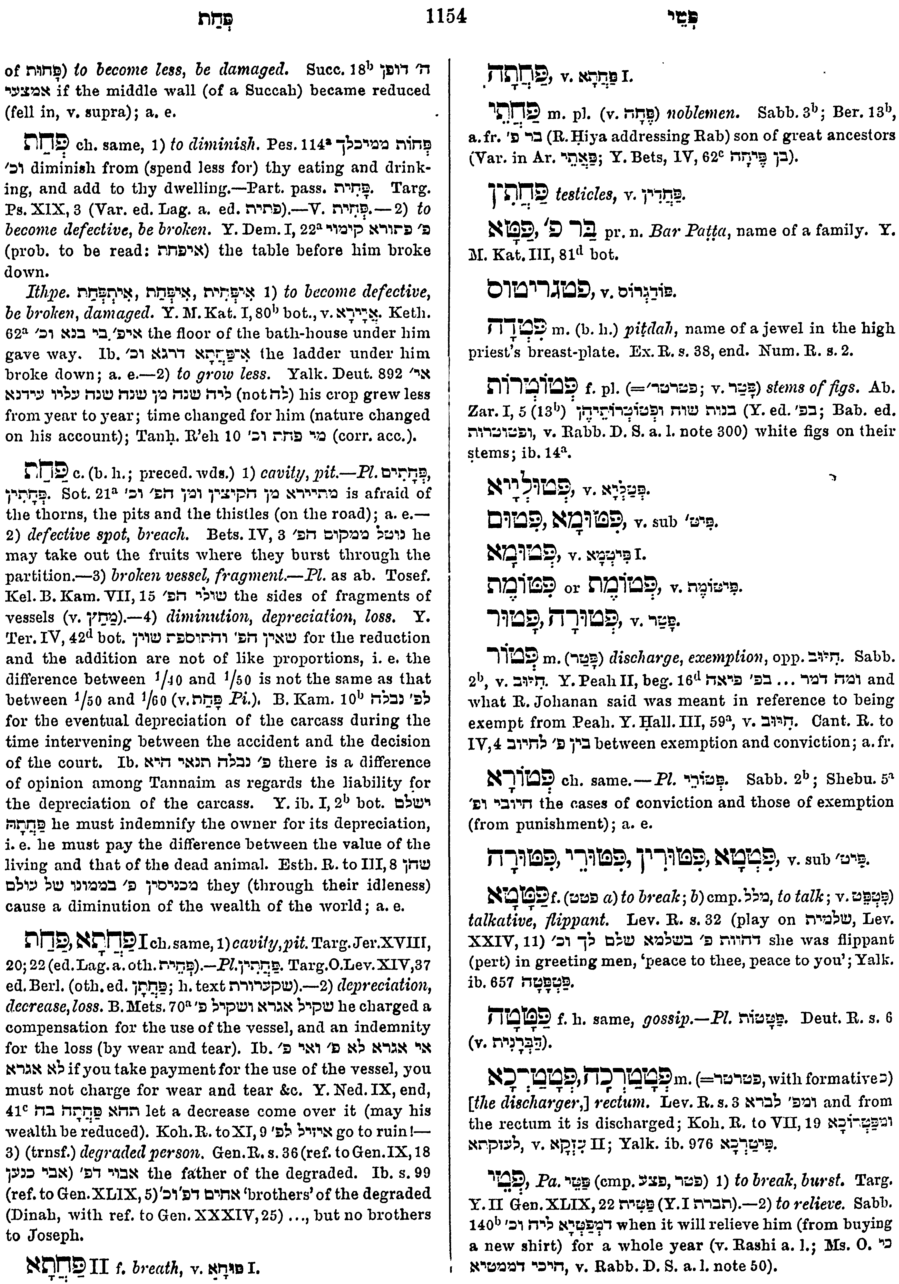 פְּחַת 1154 פְּטֵי
of פְּחוֹת) to become less, be damaged. Succ. 18b ה' דופן
אמצעי if the middle wall (of a Succah) became reduced
(fell in, v. supra); a. e.
פְּחַת ch. same, 1) to diminish. Pes. 114a פְּחוֹת ממיכלך
וכ' diminish from (spend less for) thy eating and drink-
ing, and add to thy dwelling.—Part. pass. פְּחִית. Targ.
Ps. XIX, 3 (Var. ed. Lag. a. ed. פתית).—V. פְּחִית.—2) to
become defective, be broken. Y. Dem. I, 22a פ' פתורא קימוי
(prob. to be read: איפחת) the table before him broke
down.
Ithpe. אִיפְּחִית, אִיפְּחַת, אִיתְפְּחַת 1) to become defective,
be broken, damaged. Y. M. Kat. I, 80b bot., v. אַיָּירָא. Keth.
62a איפ' בי בנא וכ' the floor of the bath-house under him
gave way. Ib. אִיפְּחֲתָא דרגא וכ' the ladder under him
broke down; a. e.—2) to grow less. Yalk. Deut. 892 אי'
ליה שנה מן שנה שנה עליו עידנא (not לה) his crop grew less
from year to year; time changed for him (nature changed
on his account); Tanḥ. R'eh 10 מי פחת וכ' (corr. acc.).
פַּחַת c. (b. h.; preced. wds.) 1) cavity, pit.—Pl. פְּחָתִים,
פְּחָתִין. Sot. 21a מתיירא מן הקיצין ומן הפ' וכ' is afraid of
the thorns, the pits and the thistles (on the road); a. e.—
2) defective spot, breach. Bets. IV, 3 נוטל ממקום הפ' he
may take out the fruits where they burst through the
partition.—3) broken vessel, fragment.—Pl. as ab. Tosef.
Kel. B. Kam. VII, 15 שולי הפ' the sides of fragments of
vessels (v. מַחַץ).—4) diminution, depreciation, loss. Y.
Ter. IV, 42d bot. שאין הפ' והתוספת שוין for the reduction
and the addition are not of like proportions, i. e. the
difference between 1/40 and 1/50 is not the same as that
between 1/50 and 1/60 (v. פָּחַת Pi.). B. Kam. 10b לפ' נבלה
for the eventual depreciation of the carcass during the
time intervening between the accident and the decision
of the court. Ib. פ' נבלה תנאי היא there is a difference
of opinion among Tannaim as regards the liability for
the depreciation of the carcass. Y. ib. I, 2b bot. ישלם
פַּחֲתָהּ he must indemnify the owner for its depreciation,
i. e. he must pay the difference between the value of the
living and that of the dead animal. Esth. R. to III, 8 שהן
מכניסין פ' בממונו של עולם they (through their idleness)
cause a diminution of the wealth of the world; a. e.
פַּחְתָּא, פְּחָת I ch. same, 1) cavity, pit. Targ. Jer. XVIII,
20; 22 (ed. Lag. a. oth. פְּחִית).—Pl. פַּחְתִין. Targ. O. Lev. XIV, 37
ed. Berl. (oth. ed. פַּחֲתָן; h. text שקערורת).—2) depreciation,
decrease, loss. B. Mets. 70a שקיל אגרא ושקיל פ' he charged a
compensation for the use of the vessel, and an indemnity
for the loss (by wear and tear). Ib. אי אגרא לא פ' ואי פ'
לא אגרא if you take payment for the use of the vessel, you
must not charge for wear and tear &c. Y. Ned. IX, end,
41c תהא פְּחָתָה בה let a decrease come over it (may his
wealth be reduced). Koh. R. to XI, 9 איזיל לפ' go to ruin!—
3) (trnsf.) degraded person. Gen. R. s. 36 (ref. to Gen. IX, 18
אבי כנען) אבוי דפ' the father of the degraded. Ib. s. 99
(ref. to Gen. XLIX, 5) אחים דפ' וכ' 'brothers' of the degraded
(Dinah, with ref. to Gen. XXXIV, 25) ..., but no brothers
to Joseph.
פַּחְתָּא II f. breath, v. פּוּחָא I.
פַּחֲתָה, v. פַּחְתָּא I.
פַּחֲתֵי m. pl. (v. פֶּחָה) noblemen. Sabb. 3b; Ber. 13b,
a. fr. בר פ' (R. Ḥiya addressing Rab) son of great ancestors
(Var. in Ar. פַּאֲתֵי; Y. Bets, IV, 62c בן פֶּיחָה).
פַּחֲתִין testicles, v. פַּחֲדִין.
פַּטָּא, בַּר פ' pr. n. Bar Paṭṭa, name of a family. Y.
M. Kat. III, 81d bot.
פטגריטוס, v. פּוֹדַגְרוֹס.
פִּטְדָה m. (b. h.) piṭdah, name of a jewel in the high
priest's breast-plate. Ex. R. s. 38, end. Num. R. s. 2.
פְּטוֹטְרוֹת f. pl. (=פטרטר'; v. פָּטַר) stems of figs. Ab.
Zar. I, 5 (13b) בנות שוח ופְטוֹטְרוֹתֵיהֶן (Y. ed. בפ'; Bab. ed.
ופטוטרות, v. Rabb. D. S. a. l. note 300) white figs on their
stems; ib. 14a.
פַּטוּלְיָיא, v. פַּטַלְיָא.
פִּטּוּמָא, פִּטּוּם, v. sub פִּיט'.
פַּטוּמָא, v. פִּיטְמָא I.
פִּטּוֹמֶת or פְּטוֹמֶת, v. פִּיטוֹמֶת.
פְּטוּרָה, פָּטוּר, v. פָּטַר.
פְּטוֹר m. (פָּטַר) discharge, exemption, opp. חִיּוּב. Sabb.
2b, v. חִיּוּב. Y. Peah II, beg. 16d ומה דמר ... בפ' פיאה and
what R. Joḥanan said was meant in reference to being
exempt from Peah. Y. Ḥall. III, 59a, v. חִיּוּב. Cant. R. to
IV, 4 בין פ' לחיוב between exemption and conviction; a. fr.
פְּטוֹרָא ch. same.—Pl. פְּטוֹרֵי. Sabb. 2b; Shebu. 5a
חיובי ופ' the cases of conviction and those of exemption
(from punishment); a. e.
פִּטְטָא, פִּטּוּרִין, פִּטּוּרֵי, פִּטּוּרָה, v. sub פִּיט'.
פַּטָּטָא f. (פטט a) to break; b) cmp. מלל, to talk; v. פִּטְפֵּט)
talkative, flippant. Lev. R. s. 32 (play on שלמית, Lev.
XXIV, 11) דהוות פ' בשלמא שלם לך וכ' she was flippant
(pert) in greeting men, 'peace to thee, peace to you'; Yalk.
ib. 657 פַּטְפְּטָה.
פַּטָּטָה f. h. same, gossip.—Pl. פַּטָּטוֹת. Deut. R. s. 6
(v. דַּבְּרָנִית).
פְּטַטְרְכָה, פְּטַטְרְכָא m. (=פטרטר, with formative כ)
[the discharger,] rectum. Lev. R. s. 3 ומפ' לברא and from
the rectum it is discharged; Koh. R. to VII, 19 ומפטרוכא
לעזקתא, v. עִזְקָא II; Yalk. ib. 976 פִּיטַרְכָא.
פְּטֵי, Pa. פַּטֵּי (cmp. פצע, פטר) 1) to break, burst. Targ.
Y. II Gen. XLIX, 22 פַּטֵּית (Y. I תברת).—2) to relieve. Sabb.
140b דמְפַטְּיָא ליה וכ' when it will relieve him (from buying
a new shirt) for a whole year (v. Rashi a. l.; Ms. O. כי
היכי דממטיא, v. Rabb. D. S. a. l. note 50).